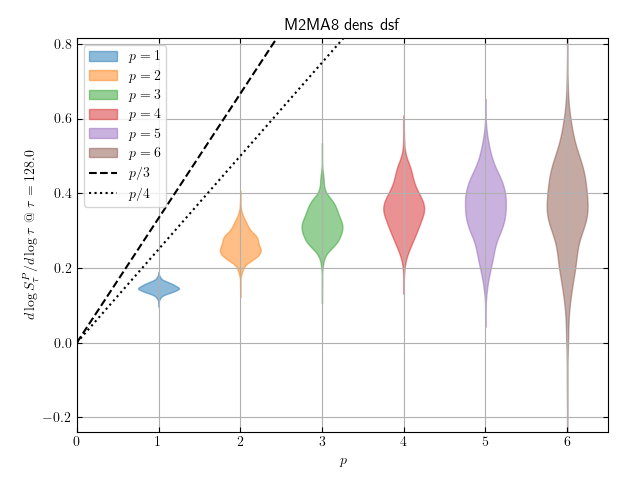 M2MA8 dens dsf
d log S_τ^p / d log τ @ τ = 128.0
0.8
0.6
0.4
0.2
0.0
−0.2
p = 1
p = 2
p = 3
p = 4
p = 5
p = 6
p/3
p/4
0 1 2 3 4 5 6
p